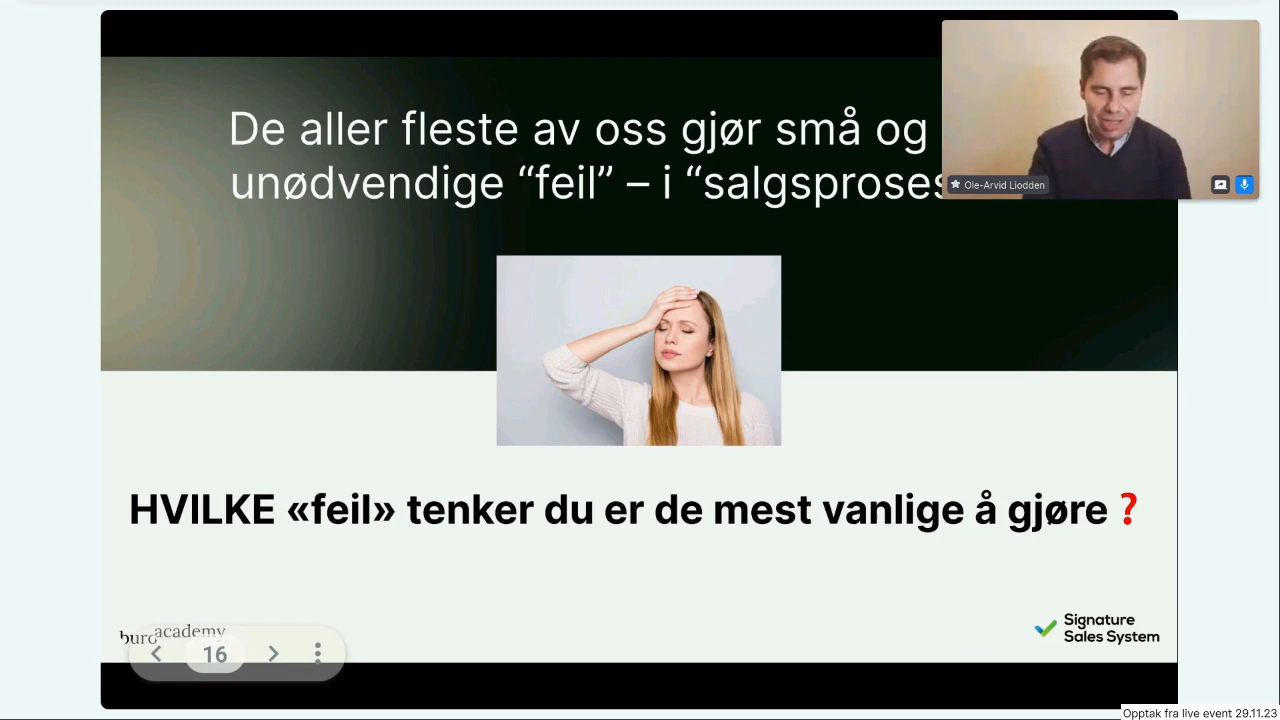 De aller fleste av oss gjør små og
unødvendige “feil” – i “salgsproses
Ole-Arvid Liodden
HVILKE «feil» tenker du er de mest vanlige å gjøre ?
buro academy
16
Signature
Sales System
Opptak fra live event 29.11.23